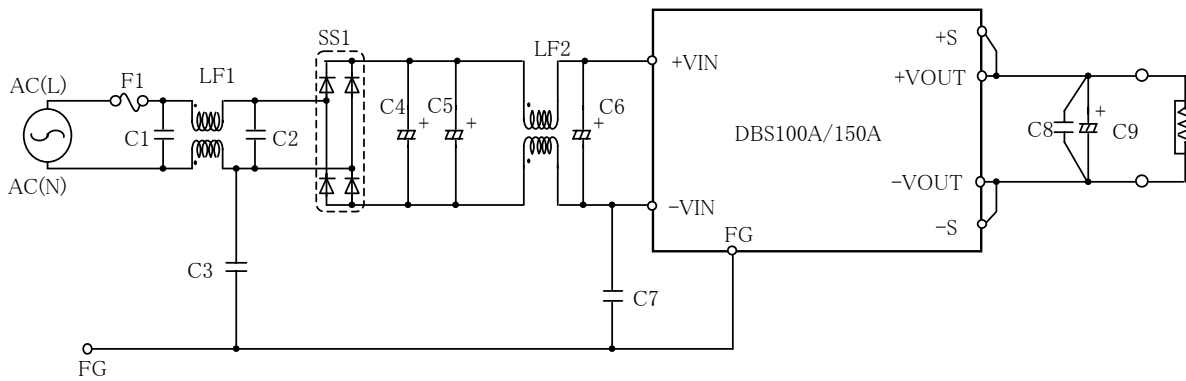 SS1
+S
LF2
LF1
+VIN
F1
+VOUT
AC(L)
C4
+
C5
+
C6
+
C1
C2
C8
+
C9
DBS100A/150A
AC(N)
−VOUT
−VIN
−S
FG
C3
C7
FG